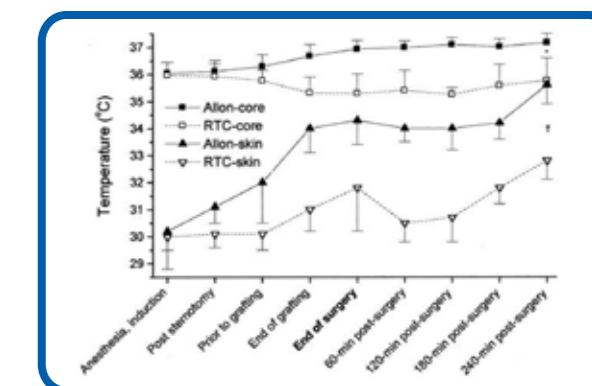 37
36
35
34
33
32
31
30
29
Temperature (°C)
Allon-core
RTC-core
Allon-skin
RTC-skin
*
†
Anesthesia, induction
Post sternotomy
Prior to grafting
End of grafting
End of surgery
60-min post-surgery
120-min post-surgery
180-min post-surgery
240-min post-surgery